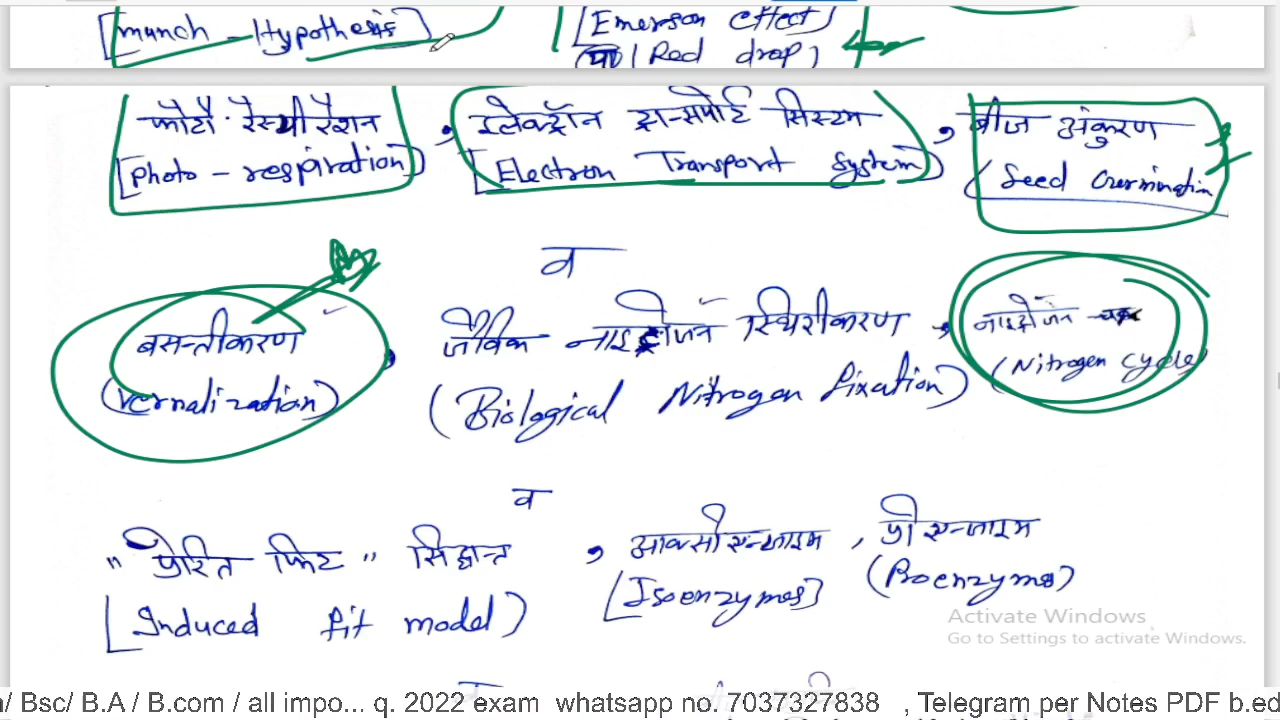 [munch - Hypothesis)
[Emerson effect)
(या) Red drop)
फोटो-रेस्पीरेशन , इलेक्ट्रॉन ट्रान्सपोर्ट सिस्टम , बीज अंकुरण
[Photo - respiration) [Electron Transport System) (Seed Germination
व
बसन्तीकरण , जैविक नाइट्रोजन स्थिरीकरण , नाइट्रोजन चक्र
(vernalization) (Biological Nitrogen fixation) (Nitrogen cycle)
व
"प्रेरित फिट" सिद्धान्त , आक्सोएन्जाइम , प्रोएन्जाइम
[Induced fit model) [Isoenzymes] (Proenzymes)
Activate Windows
Go to Settings to activate Windows.
/ Bsc/ B.A / B.com / all impo... q. 2022 exam whatsapp no. 7037327838 , Telegram per Notes PDF b.ed